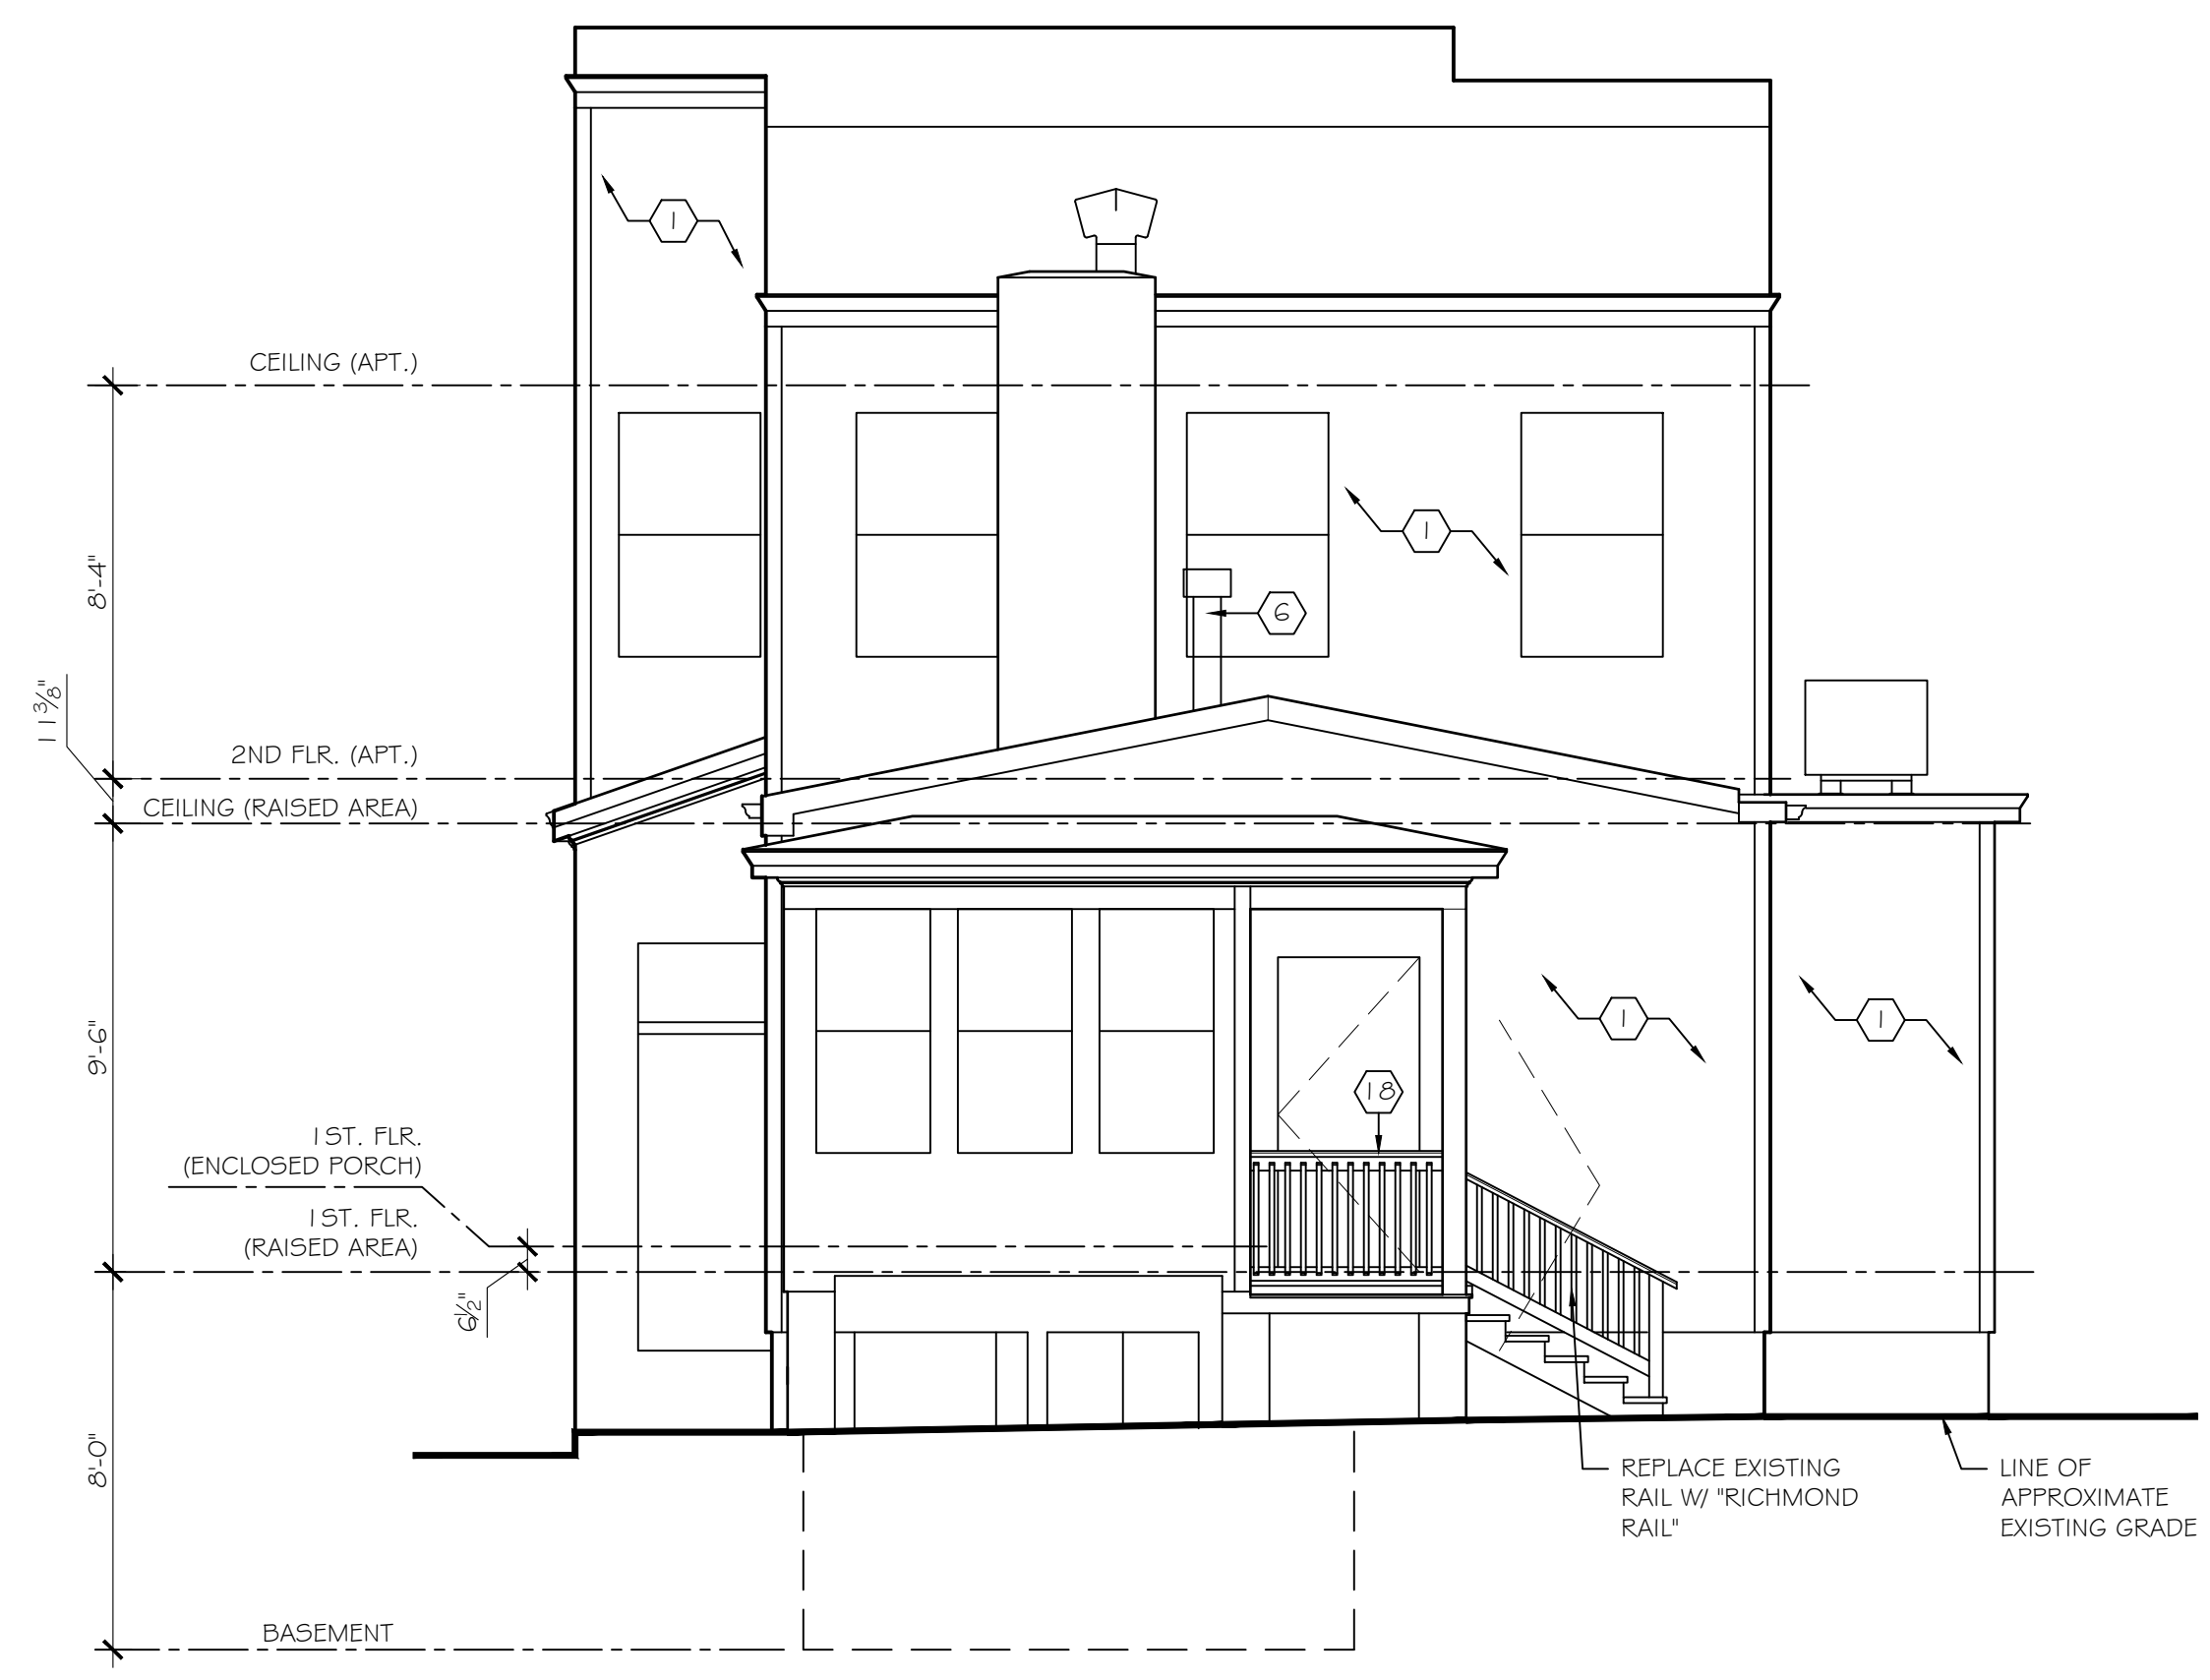 1
CEILING (APT.)
1
8'-4"
6
11 3/8"
2ND FLR. (APT.)
CEILING (RAISED AREA)
9'-6"
1
1
18
1ST. FLR.
(ENCLOSED PORCH)
1ST. FLR.
(RAISED AREA)
6 1/2"
8'-0"
REPLACE EXISTING
RAIL W/ "RICHMOND
RAIL"
LINE OF
APPROXIMATE
EXISTING GRADE
BASEMENT